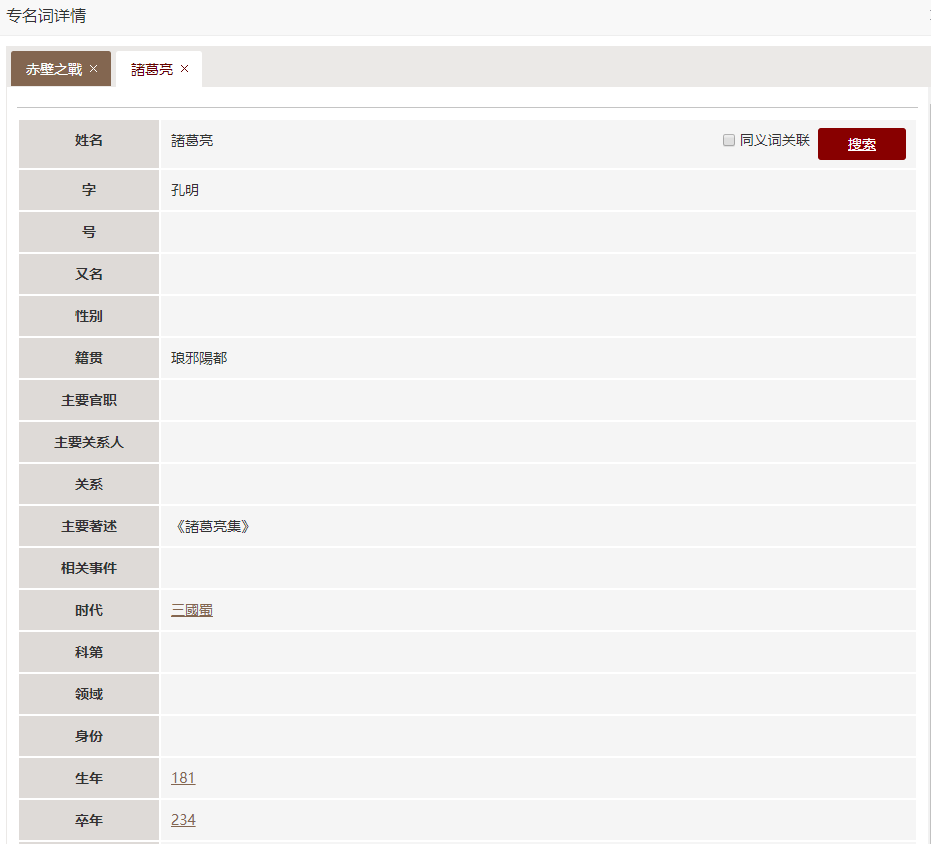 专名词详情
赤壁之戰 × 諸葛亮 ×
姓名 諸葛亮 同义词关联 搜索
字 孔明
号
又名
性别
籍贯 琅邪陽都
主要官职
主要关系人
关系
主要著述 《諸葛亮集》
相关事件
时代 三國蜀
科第
领域
身份
生年 181
卒年 234